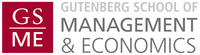 GS
ME
GUTENBERG SCHOOL OF
MANAGEMENT
& ECONOMICS